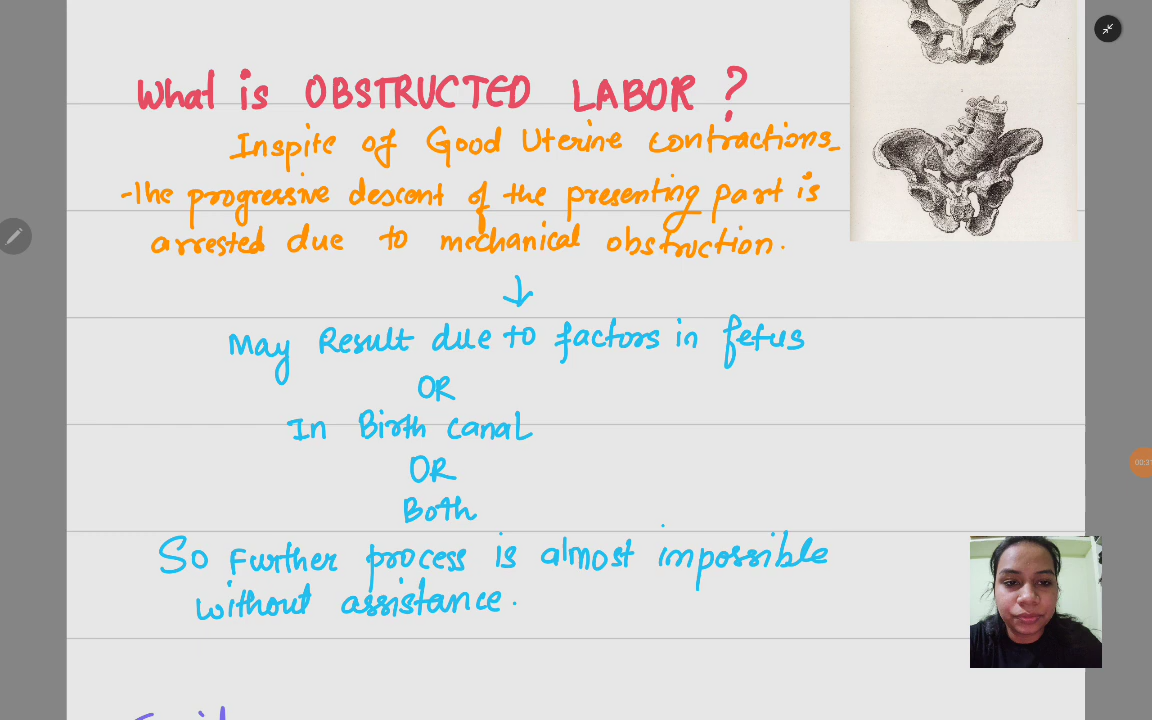 What is OBSTRUCTED LABOR ?
Inspite of Good Uterine contractions
-The progressive descent of the presenting part is
arrested due to mechanical obstruction.
↓
May Result due to factors in fetus
OR
In Birth canal
OR
Both
So Further process is almost impossible
without assistance.